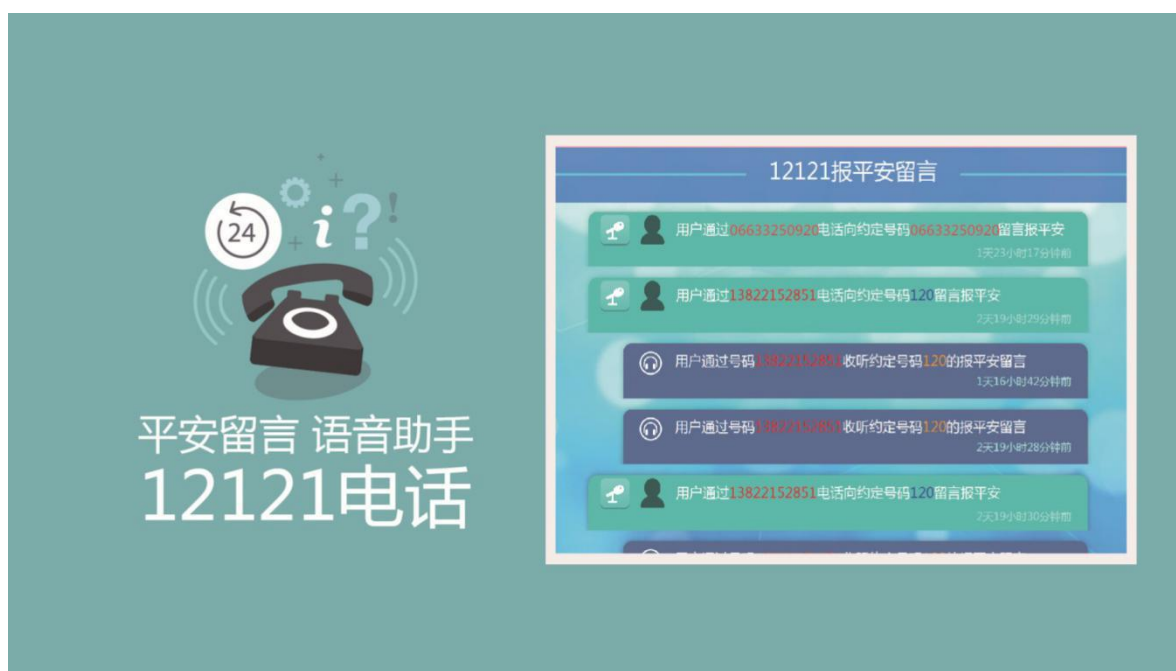 24
i
?
!
平安留言 语音助手
12121电话
12121报平安留言
用户通过06633250920电话向约定号码06633250920留言报平安
1天23小时17分钟前
用户通过13822152851电话向约定号码120留言报平安
2天19小时29分钟前
用户通过号码13822152851收听约定号码120的报平安留言
1天16小时42分钟前
用户通过号码13822152851收听约定号码120的报平安留言
2天19小时28分钟前
用户通过13822152851电话向约定号码120留言报平安
2天19小时30分钟前